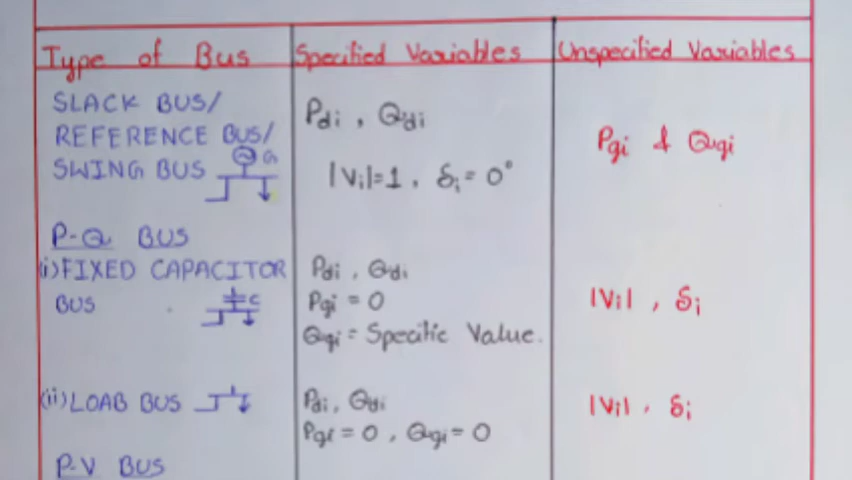 Type of Bus Specified Variables Unspecified Variables
SLACK BUS/
REFERENCE BUS/
SWING BUS G
Pdi , Qdi
|Vi|=1 , δi = 0°
Pgi & Qgi
P-Q BUS
(i) FIXED CAPACITOR
BUS C
Pdi , Qdi
Pgi = 0
Qgi = Specific Value.
|Vi| , δi
(ii) LOAD BUS
Pdi, Qdi
Pgi = 0 , Qgi = 0
|Vi| , δi
P-V BUS